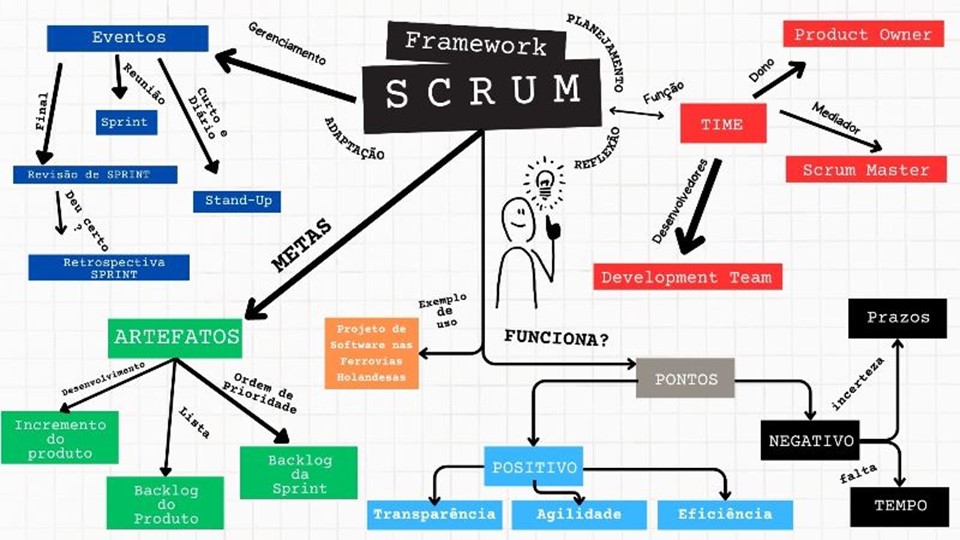 Framework
SCRUM
PLANEJAMENTO
REFLEXÃO
ADAPTAÇÃO
Gerenciamento
Eventos
Final
Reunião
Curto e
Diário
Sprint
Revisão de SPRINT
Stand-Up
Deu certo
?
Retrospectiva
SPRINT
Função
TIME
Dono
Product Owner
Mediador
Scrum Master
Desenvolvedores
Development Team
METAS
ARTEFATOS
Desenvolvimento
Lista
Ordem de
Prioridade
Incremento
do
produto
Backlog
do
Produto
Backlog
da
Sprint
Exemplo
de
uso
Projeto de
Software nas
Ferrovias
Holandesas
FUNCIONA?
PONTOS
POSITIVO
Transparência
Agilidade
Eficiência
NEGATIVO
incerteza
Prazos
falta
TEMPO